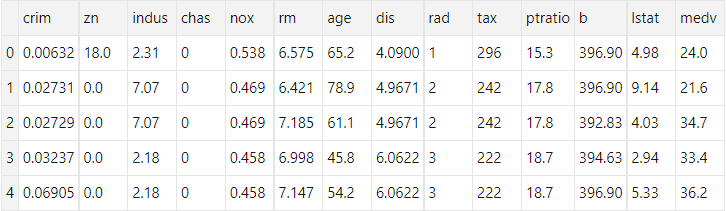 crim zn indus chas nox rm age dis rad tax ptratio b lstat medv
0 0.00632 18.0 2.31 0 0.538 6.575 65.2 4.0900 1 296 15.3 396.90 4.98 24.0
1 0.02731 0.0 7.07 0 0.469 6.421 78.9 4.9671 2 242 17.8 396.90 9.14 21.6
2 0.02729 0.0 7.07 0 0.469 7.185 61.1 4.9671 2 242 17.8 392.83 4.03 34.7
3 0.03237 0.0 2.18 0 0.458 6.998 45.8 6.0622 3 222 18.7 394.63 2.94 33.4
4 0.06905 0.0 2.18 0 0.458 7.147 54.2 6.0622 3 222 18.7 396.90 5.33 36.2